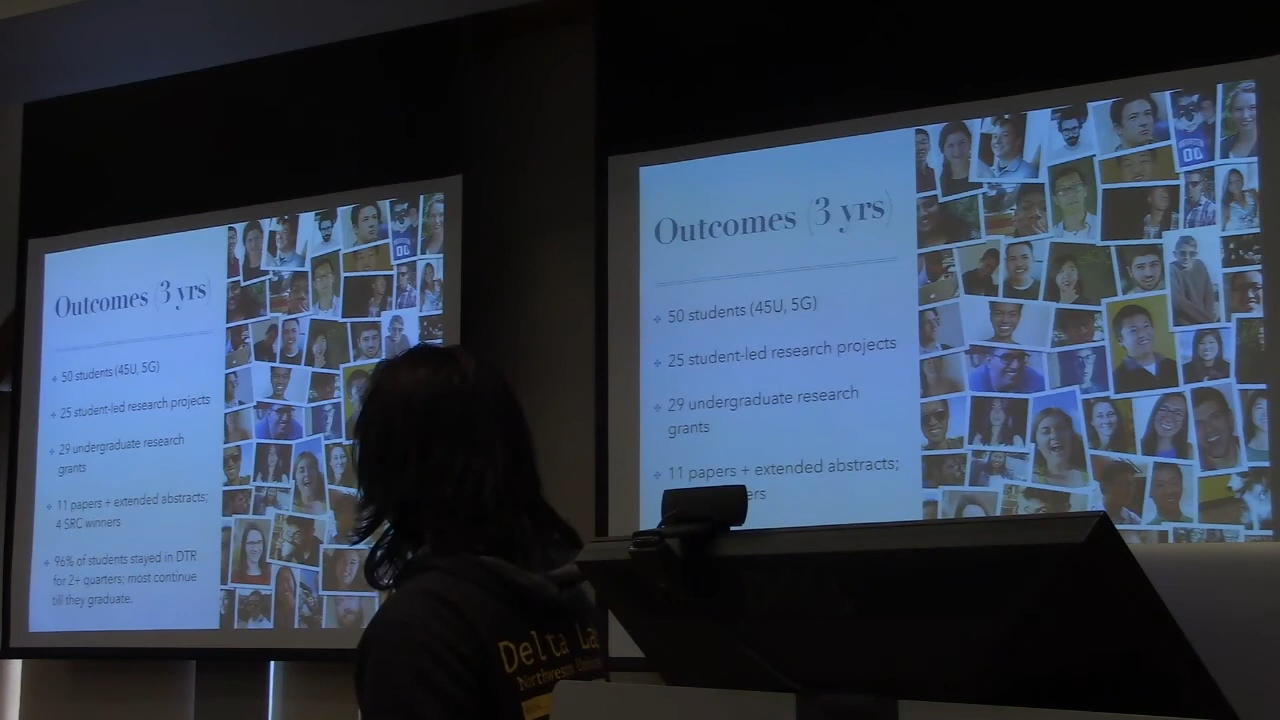 Outcomes (3 yrs)
50 students (45U, 5G)
25 student-led research projects
29 undergraduate research
grants
11 papers + extended abstracts;
4 SRC winners
96% of students stayed in DTR
for 2+ quarters; most continue
till they graduate.
Outcomes (3 yrs)
50 students (45U, 5G)
25 student-led research projects
29 undergraduate research
grants
11 papers + extended abstracts;
00
00
Delta La
Northwestern